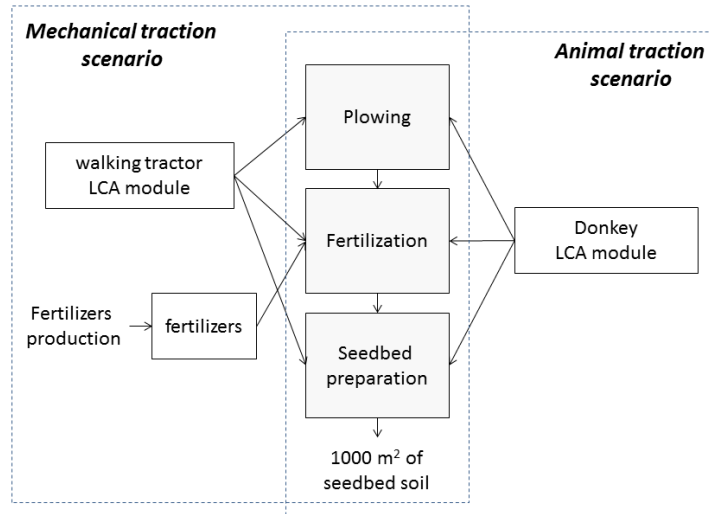 Mechanical traction
scenario
Animal traction
scenario
Plowing
walking tractor
LCA module
Fertilization
Donkey
LCA module
Fertilizers
production
fertilizers
Seedbed
preparation
1000 m² of
seedbed soil